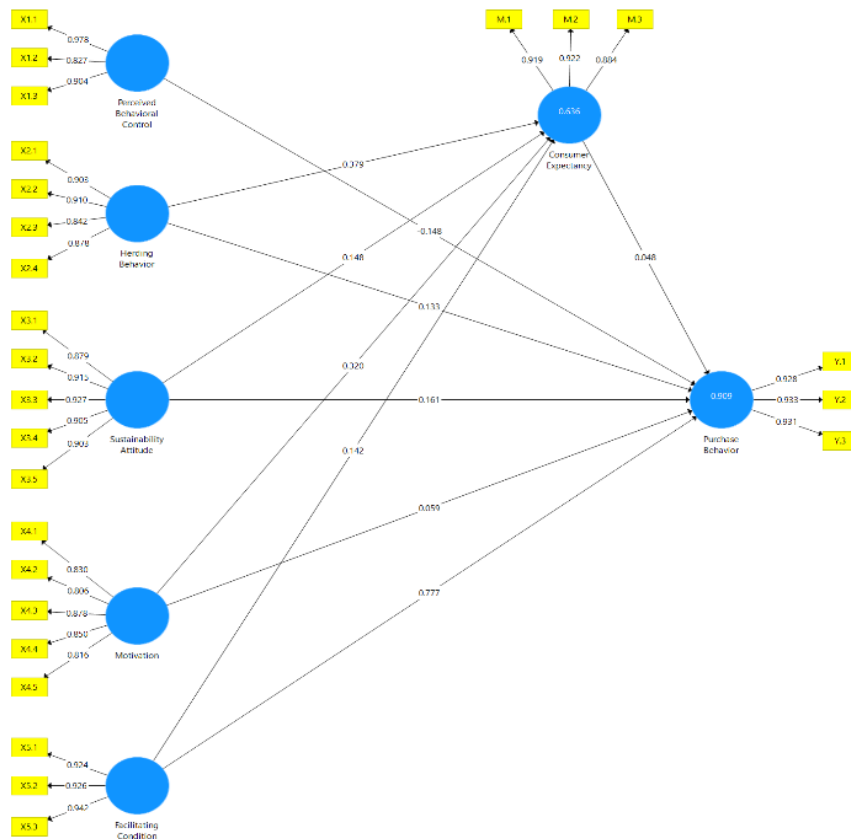 X1.1
X1.2
X1.3
0.978
0.827
0.904
Perceived
Behavioral
Control
M.1
M.2
M.3
0.919
0.922
0.884
0.636
Consumer
Expectancy
X2.1
X2.2
X2.3
X2.4
0.903
0.910
0.842
0.878
Herding
Behavior
0.379
-0.148
0.148
0.048
0.133
X3.1
X3.2
X3.3
X3.4
X3.5
0.879
0.915
0.927
0.905
0.903
Sustainability
Attitude
0.320
0.161
0.142
0.909
Purchase
Behavior
0.928
0.933
0.931
Y.1
Y.2
Y.3
X4.1
X4.2
X4.3
X4.4
X4.5
0.830
0.806
0.878
0.850
0.816
Motivation
0.059
0.777
X5.1
X5.2
X5.3
0.924
0.926
0.942
Facilitating
Condition